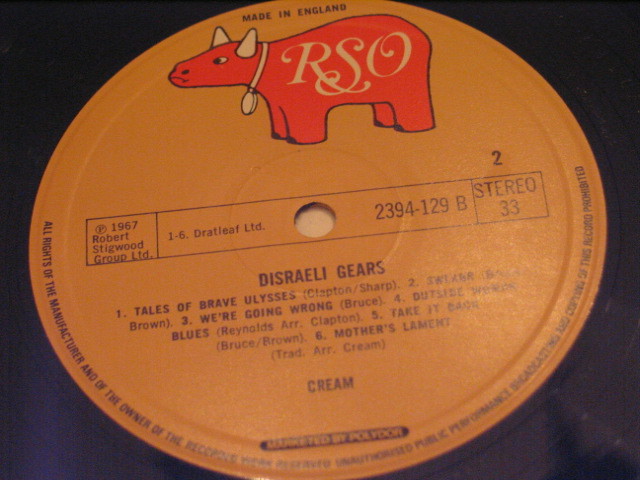 MADE IN ENGLAND
RSO
2
℗ 1967
Robert
Stigwood
Group Ltd.
1-6. Dratleaf Ltd.
2394-129 B
STEREO
33
DISRAELI GEARS
1. TALES OF BRAVE ULYSSES (Clapton/Sharp). 2.
Brown). 3. WE'RE GOING WRONG (Bruce). 4. OUTSIDE WOMAN
BLUES (Reynolds Arr. Clapton). 5. TAKE IT BACK
(Bruce/Brown). 6. MOTHER'S LAMENT
(Trad. Arr. Cream)
CREAM
MARKETED BY POLYDOR
ALL RIGHTS OF THE MANUFACTURER AND OF THE OWNER OF THE RECORDED WORK RESERVED UNAUTHORISED PUBLIC PERFORMANCE BROADCASTING AND COPYING OF THIS RECORD PROHIBITED